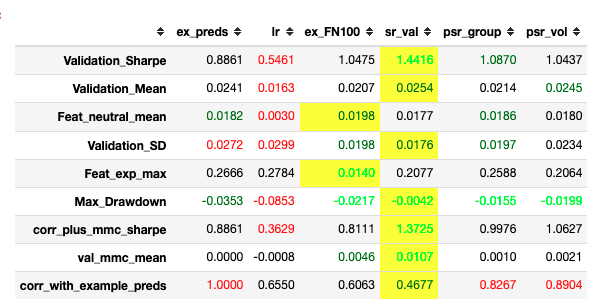 ex_preds lr ex_FN100 sr_val psr_group psr_vol
Validation_Sharpe 0.8861 0.5461 1.0475 1.4416 1.0870 1.0437
Validation_Mean 0.0241 0.0163 0.0207 0.0254 0.0214 0.0245
Feat_neutral_mean 0.0182 0.0030 0.0198 0.0177 0.0186 0.0180
Validation_SD 0.0272 0.0299 0.0198 0.0176 0.0197 0.0234
Feat_exp_max 0.2666 0.2784 0.0140 0.2077 0.2588 0.2064
Max_Drawdown -0.0353 -0.0853 -0.0217 -0.0042 -0.0155 -0.0199
corr_plus_mmc_sharpe 0.8861 0.3629 0.8111 1.3725 0.9976 1.0627
val_mmc_mean 0.0000 -0.0008 0.0046 0.0107 0.0010 0.0021
corr_with_example_preds 1.0000 0.6550 0.6063 0.4677 0.8267 0.8904